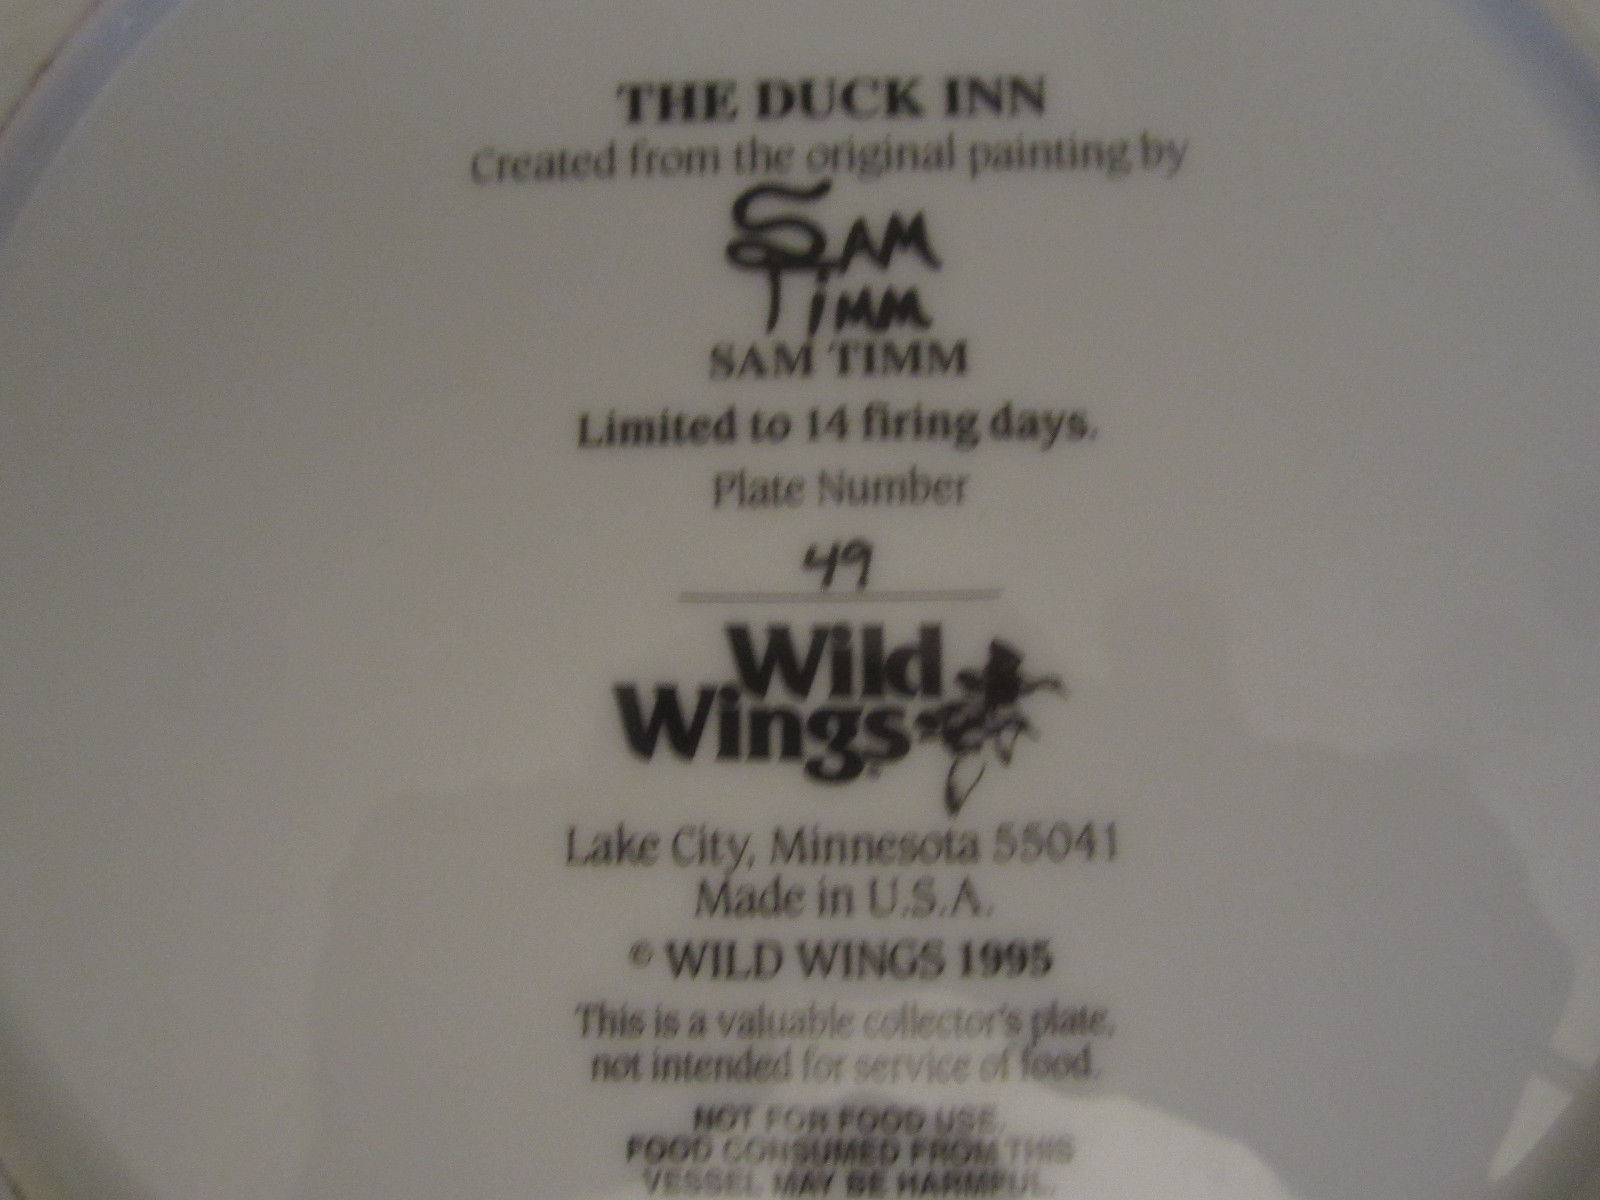 THE DUCK INN
Created from the original painting by
SAM
TIMM
SAM TIMM
Limited to 14 firing days.
Plate Number
49
Wild
Wings
Lake City, Minnesota 55041
Made in U.S.A.
© WILD WINGS 1995
This is a valuable collector's plate,
not intended for service of food.
NOT FOR FOOD USE.
FOOD CONSUMED FROM THIS
VESSEL MAY BE HARMFUL.